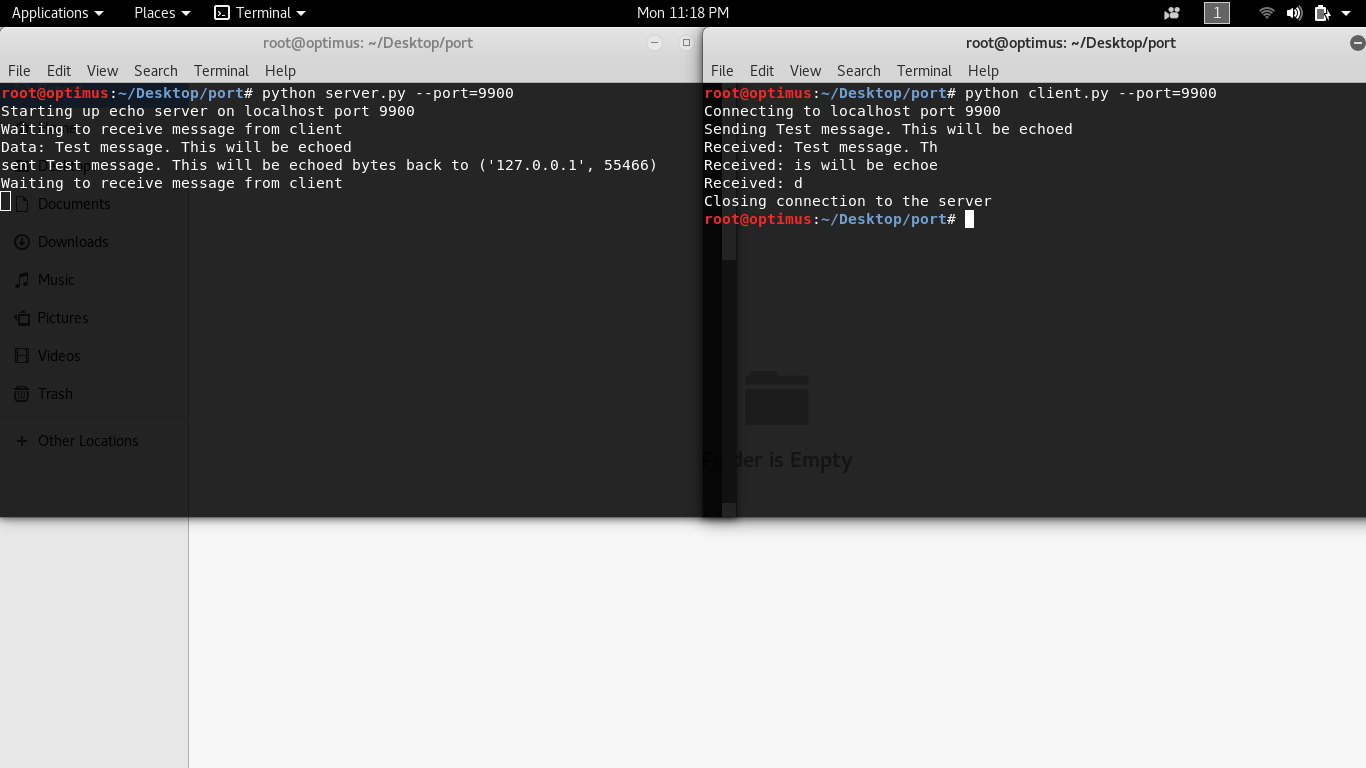 Applications Places Terminal Mon 11:18 PM 1
root@optimus: ~/Desktop/port
File Edit View Search Terminal Help
root@optimus:~/Desktop/port# python server.py --port=9900
Starting up echo server on localhost port 9900
Waiting to receive message from client
Data: Test message. This will be echoed
sent Test message. This will be echoed bytes back to ('127.0.0.1', 55466)
Waiting to receive message from client
Documents
Downloads
Music
Pictures
Videos
Trash
+ Other Locations
root@optimus: ~/Desktop/port
File Edit View Search Terminal Help
root@optimus:~/Desktop/port# python client.py --port=9900
Connecting to localhost port 9900
Sending Test message. This will be echoed
Received: Test message. Th
Received: is will be echoe
Received: d
Closing connection to the server
root@optimus:~/Desktop/port#
Folder is Empty